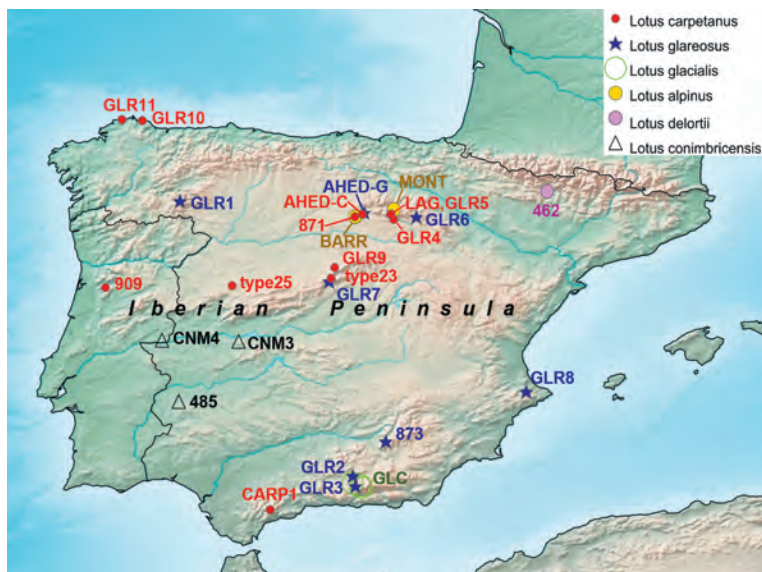 Lotus carpetanus
Lotus glareosus
Lotus glacialis
Lotus alpinus
Lotus delortii
Lotus conimbricensis
GLR11
GLR10
GLR1
AHED-G
MONT
AHED-C
LAG,GLR5
871
GLR6
462
BARR
GLR4
GLR9
909
type25
type23
GLR7
Iberian Peninsula
CNM4
CNM3
GLR8
485
873
GLR2
GLC
GLR3
CARP1